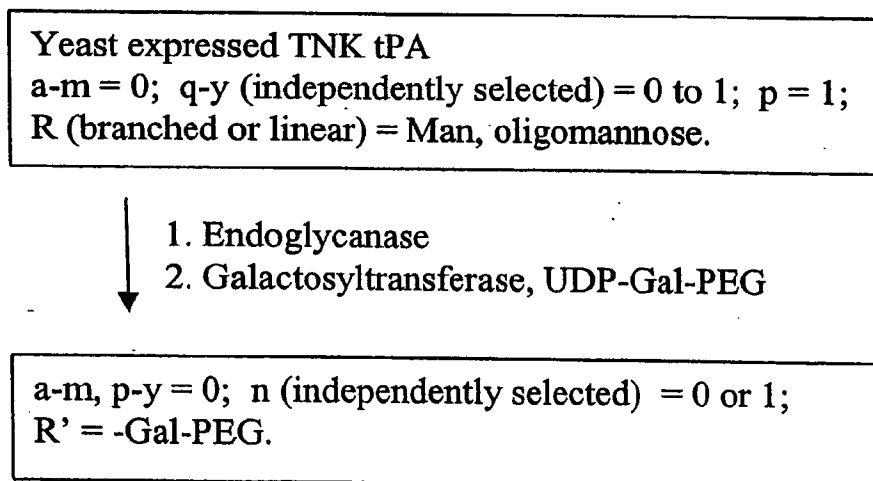 Yeast expressed TNK tPA
a-m = 0; q-y (independently selected) = 0 to 1; p = 1;
R (branched or linear) = Man, oligomannose.
1. Endoglycanase
2. Galactosyltransferase, UDP-Gal-PEG
a-m, p-y = 0; n (independently selected) = 0 or 1;
R' = -Gal-PEG.